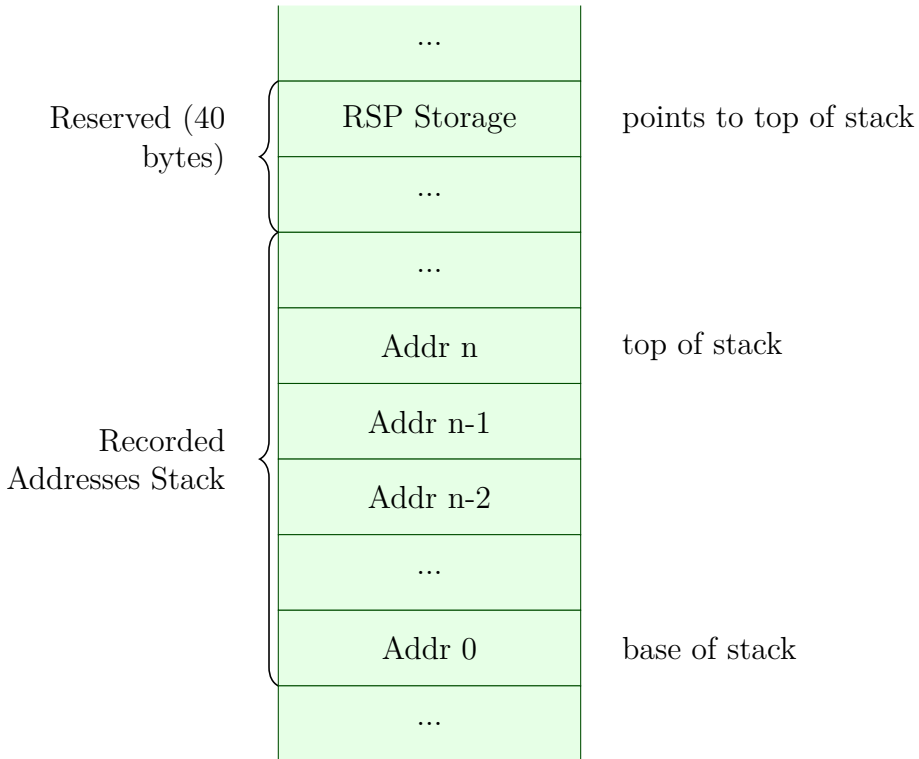 ...
Reserved (40
bytes)
RSP Storage
points to top of stack
...
...
Addr n
top of stack
Addr n-1
Recorded
Addresses Stack
Addr n-2
...
Addr 0
base of stack
...